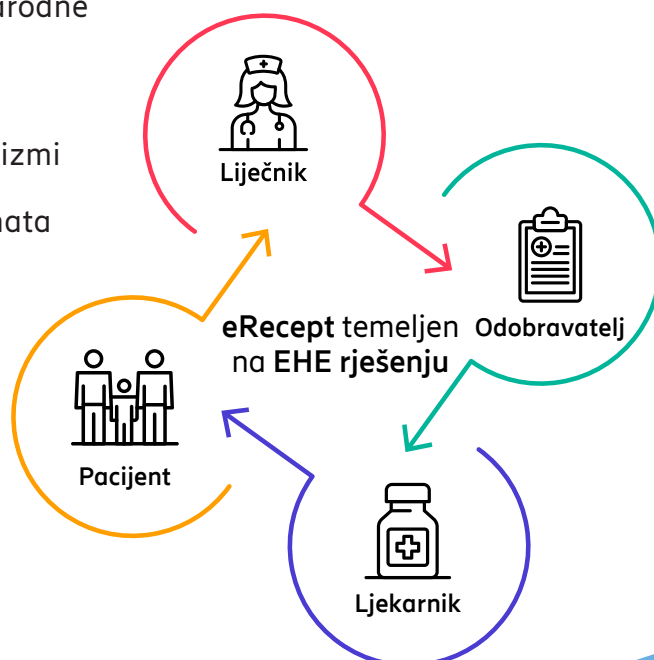 Liječnik
eRecept temeljen
na EHE rješenju
Odobravatelj
Pacijent
Ljekarnik